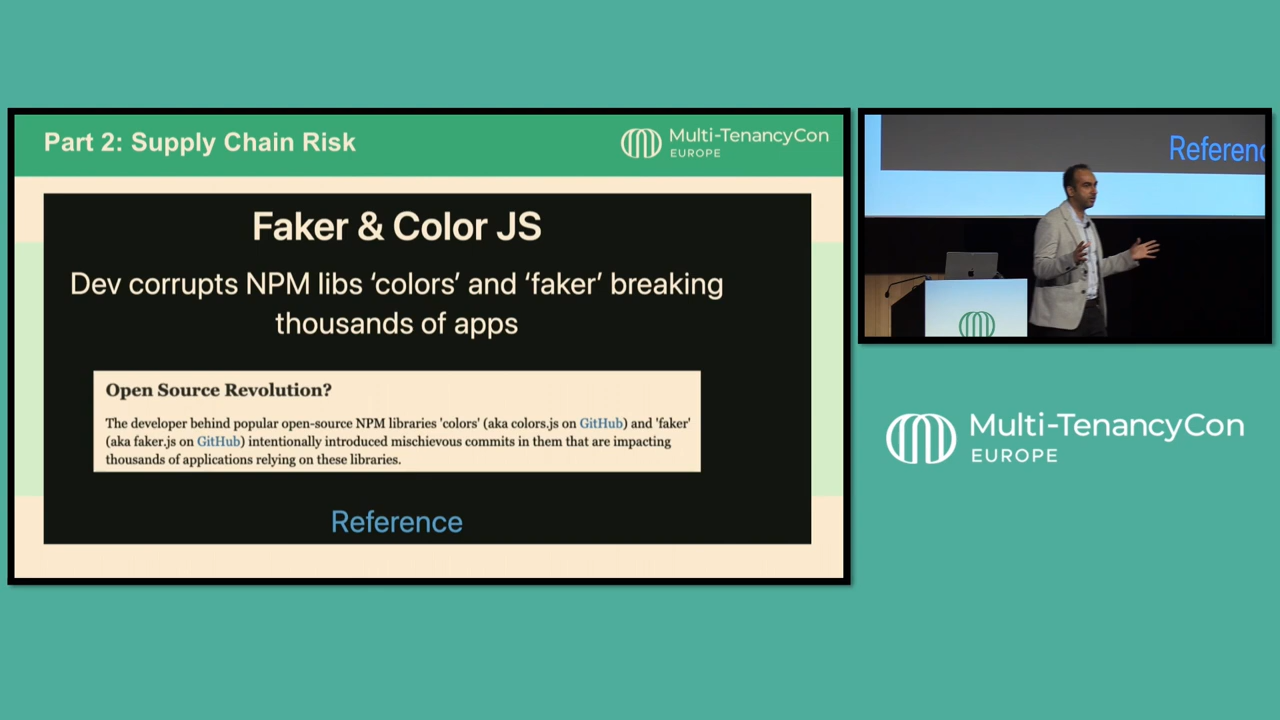 Part 2: Supply Chain Risk
Multi-TenancyCon
EUROPE
Faker & Color JS
Dev corrupts NPM libs ‘colors’ and ‘faker’ breaking
thousands of apps
Open Source Revolution?
The developer behind popular open-source NPM libraries 'colors' (aka colors.js on GitHub) and 'faker'
(aka faker.js on GitHub) intentionally introduced mischievous commits in them that are impacting
thousands of applications relying on these libraries.
Reference
Referenc
Multi-TenancyCon
EUROPE